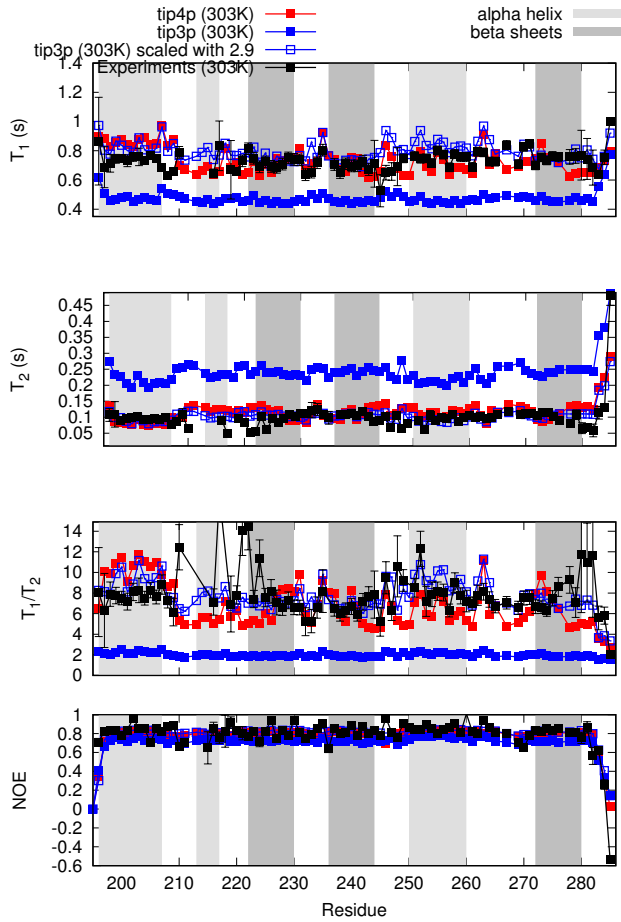 tip4p (303K)
tip3p (303K)
tip3p (303K) scaled with 2.9
Experiments (303K)
alpha helix
beta sheets
T1 (s)
1.4
1.2
1
0.8
0.6
0.4
T2 (s)
0.45
0.4
0.35
0.3
0.25
0.2
0.15
0.1
0.05
T1/T2
14
12
10
8
6
4
2
0
NOE
1
0.8
0.6
0.4
0.2
0
-0.2
-0.4
-0.6
200 210 220 230 240 250 260 270 280
Residue